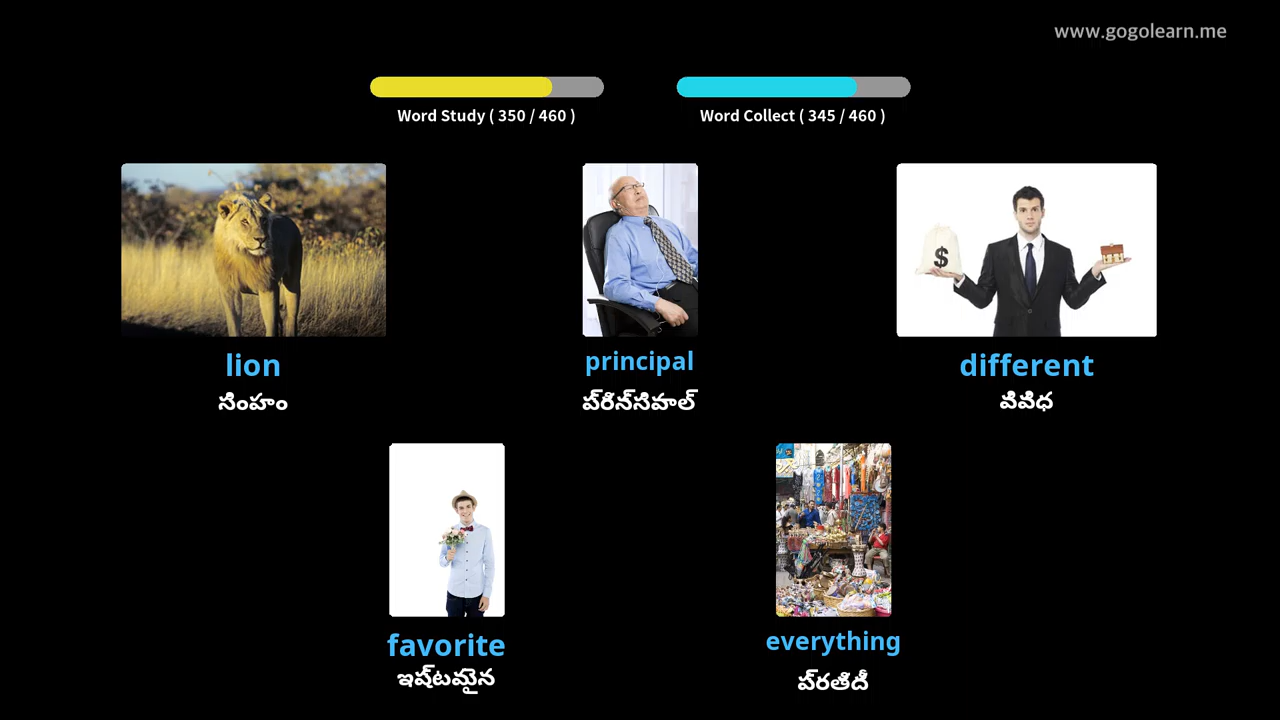 www.gogolearn.me
Word Study ( 350 / 460 )
Word Collect ( 345 / 460 )
lion
సింహం
principal
ప్రిన్సిపాల్
different
వివిధ
favorite
ఇష్టమైన
everything
ప్రతిదీ